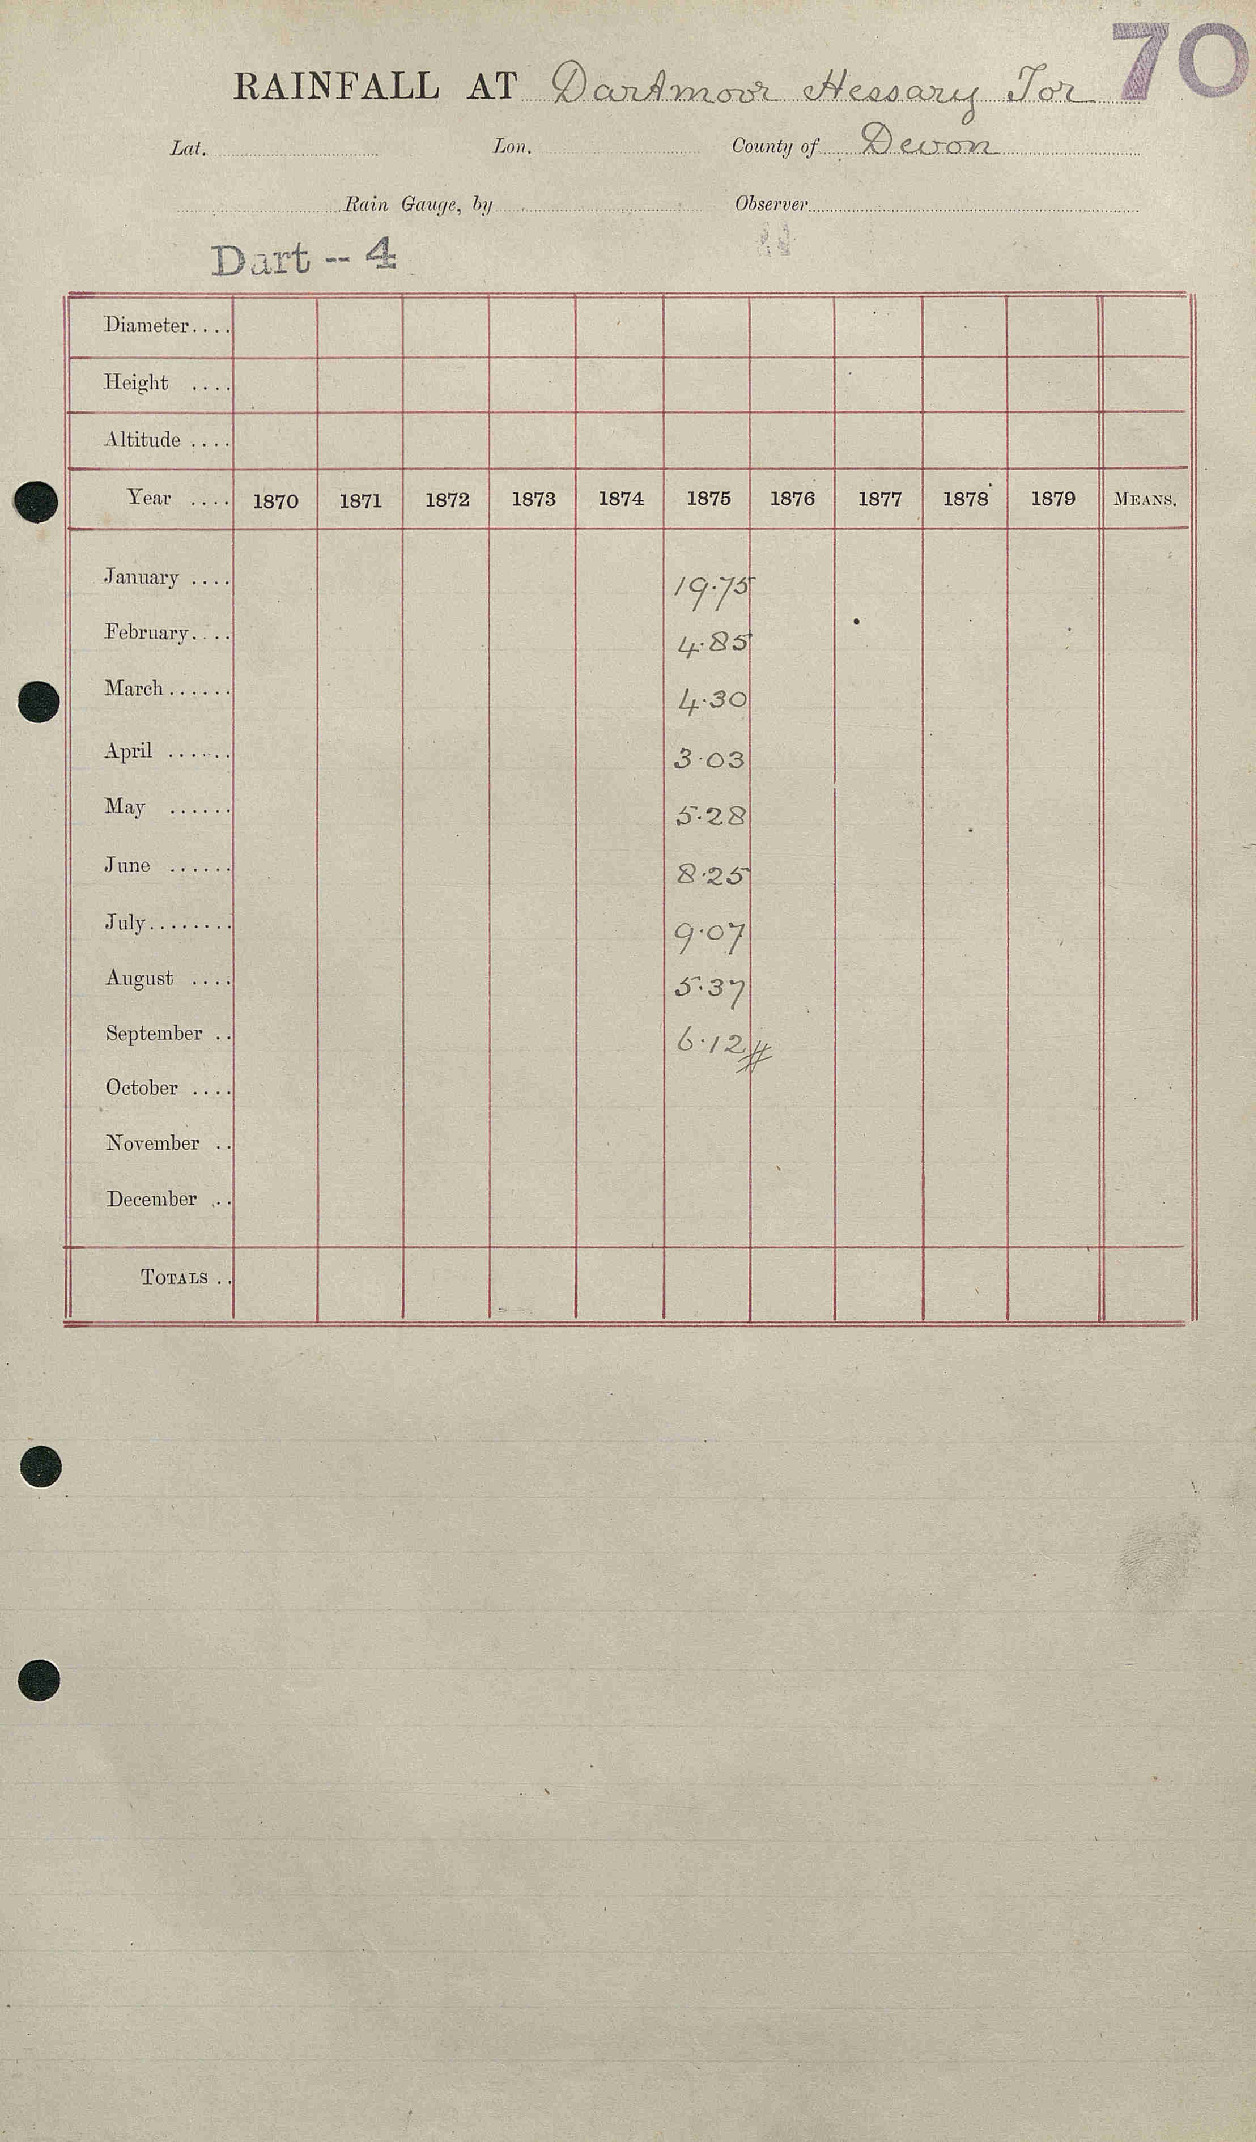 70
RAINFALL AT Dartmoor Hessary Tor
Lat. Lon. County of Devon
Rain Gauge, by Observer
Dart -- 4
Diameter....
Height ....
Altitude ....
Year .... 1870 1871 1872 1873 1874 1875 1876 1877 1878 1879 MEANS.
January .... 19.75
February.... 4.85
March...... 4.30
April ...... 3.03
May ...... 5.28
June ...... 8.25
July........ 9.07
August .... 5.37
September .. 6.12 #
October ....
November ..
December ..
TOTALS ..